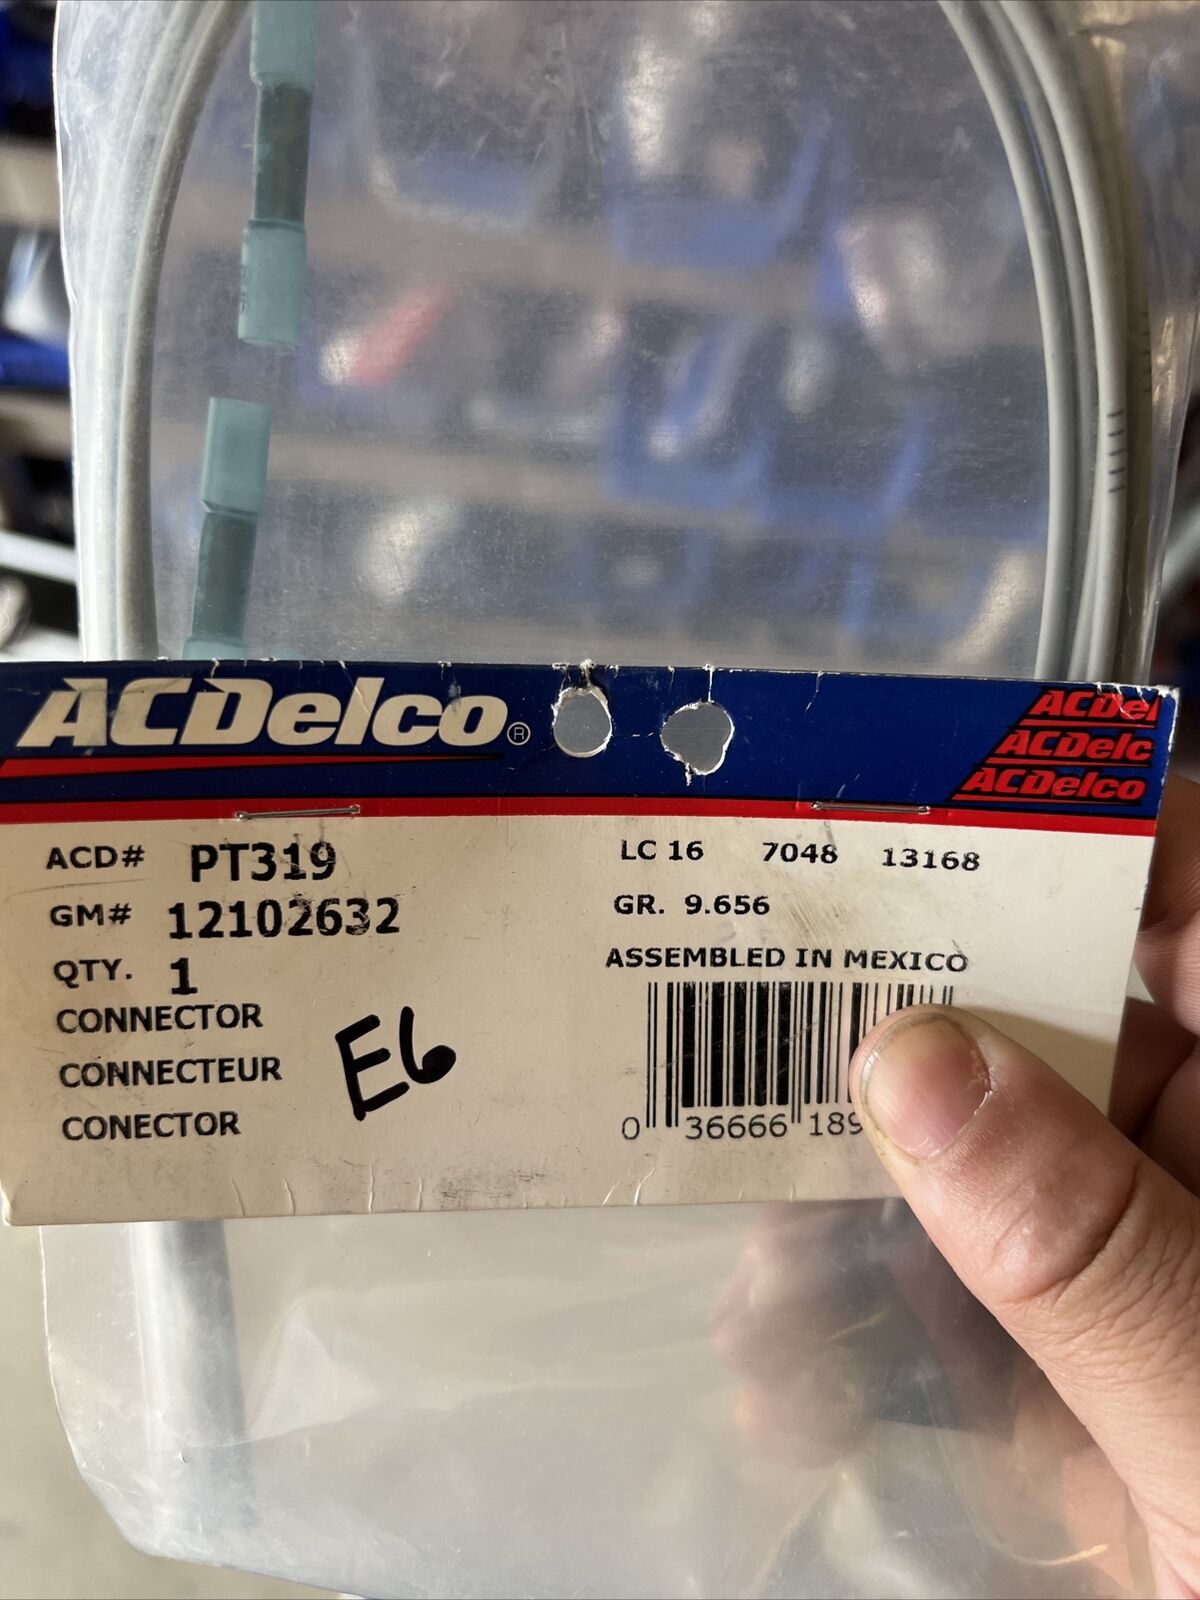 ACDelco®
ACDel
ACDelc
ACDelco
ACD# PT319
GM# 12102632
QTY. 1
CONNECTOR
CONNECTEUR
CONECTOR
E6
LC 16 7048 13168
GR. 9.656
ASSEMBLED IN MEXICO
0 36666 189